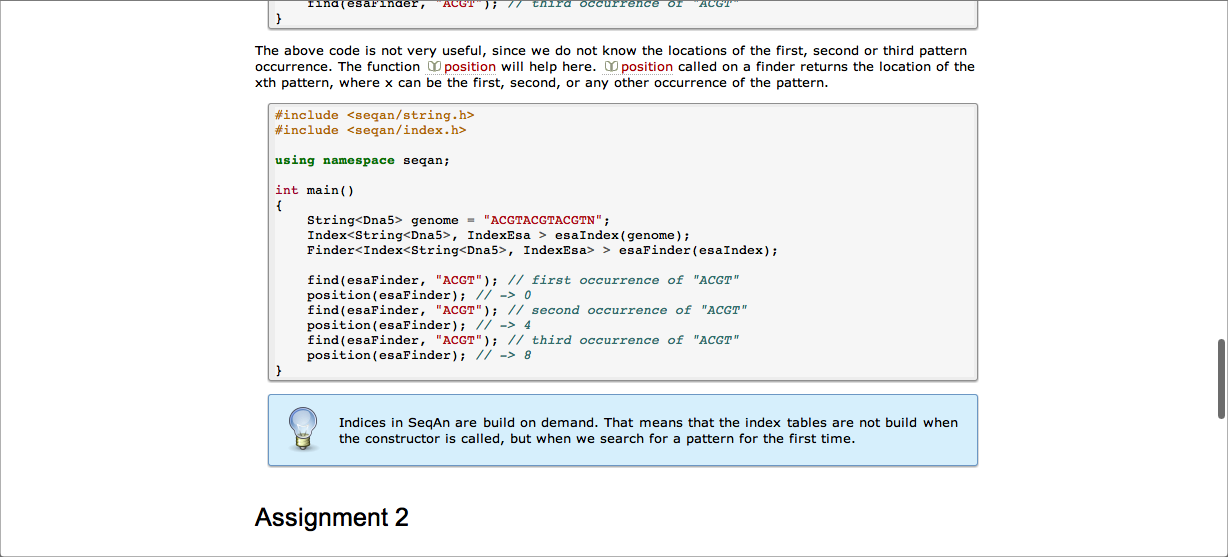 find(esaFinder, "ACGT"); // third occurrence of "ACGT"
}
The above code is not very useful, since we do not know the locations of the first, second or third pattern
occurrence. The function position will help here. position called on a finder returns the location of the
xth pattern, where x can be the first, second, or any other occurrence of the pattern.
#include <seqan/string.h>
#include <seqan/index.h>
using namespace seqan;
int main()
{
String<Dna5> genome = "ACGTACGTACGTN";
Index<String<Dna5>, IndexEsa > esaIndex(genome);
Finder<Index<String<Dna5>, IndexEsa> > esaFinder(esaIndex);
find(esaFinder, "ACGT"); // first occurrence of "ACGT"
position(esaFinder); // -> 0
find(esaFinder, "ACGT"); // second occurrence of "ACGT"
position(esaFinder); // -> 4
find(esaFinder, "ACGT"); // third occurrence of "ACGT"
position(esaFinder); // -> 8
}
Indices in SeqAn are build on demand. That means that the index tables are not build when
the constructor is called, but when we search for a pattern for the first time.
Assignment 2